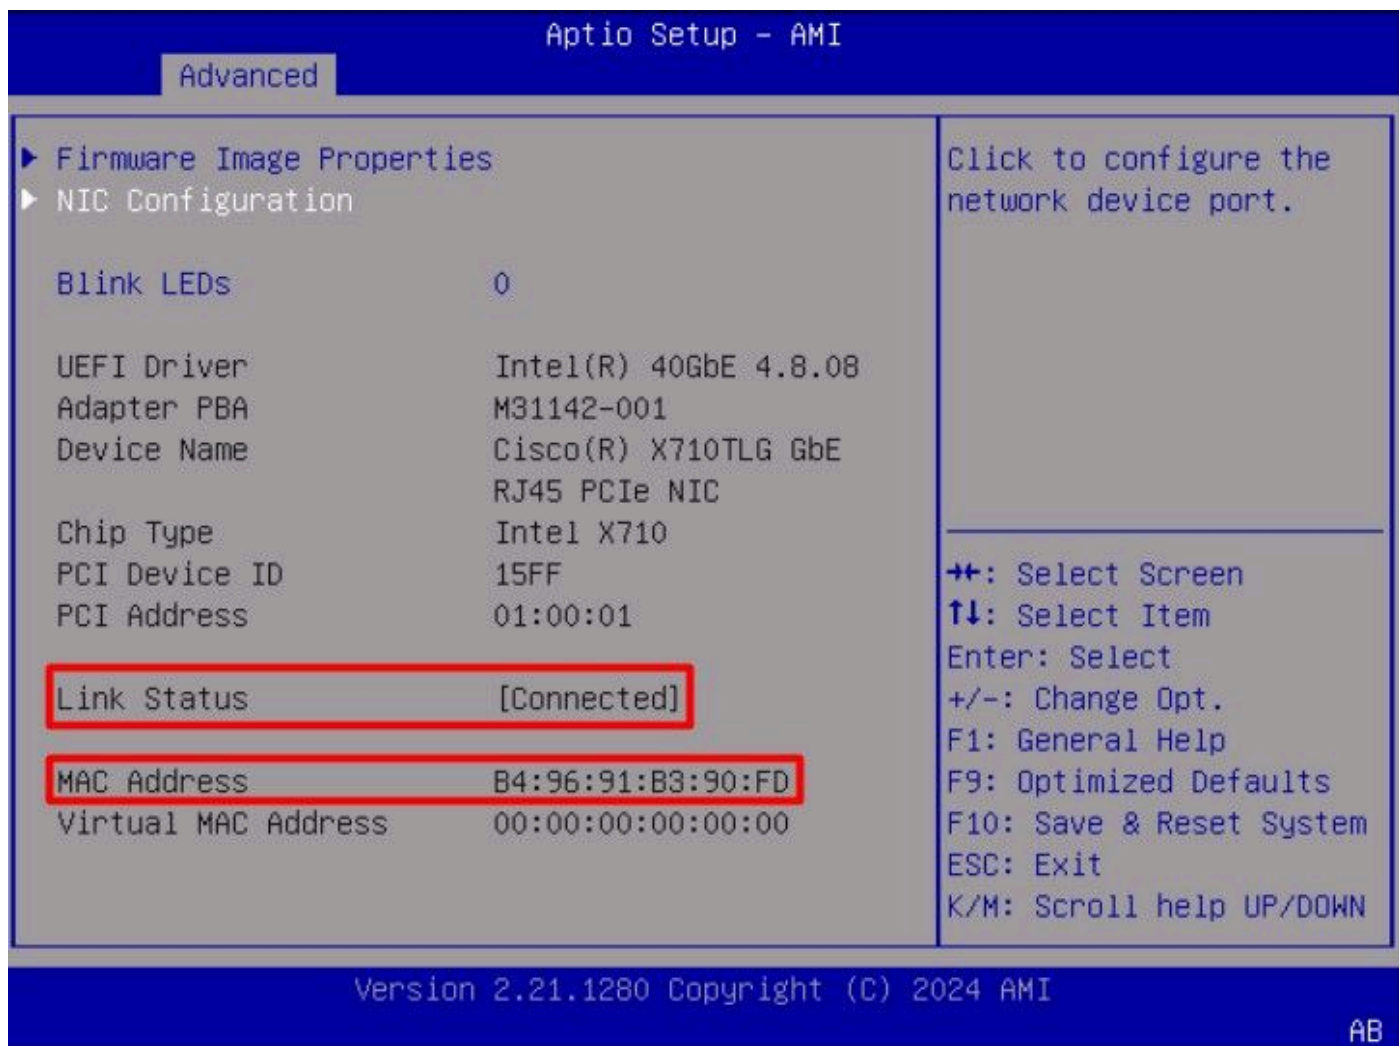 Aptio Setup – AMI
Advanced
Firmware Image Properties
NIC Configuration
Blink LEDs 0
UEFI Driver Intel(R) 40GbE 4.8.08
Adapter PBA M31142-001
Device Name Cisco(R) X710TLG GbE
RJ45 PCIe NIC
Chip Type Intel X710
PCI Device ID 15FF
PCI Address 01:00:01
Link Status [Connected]
MAC Address B4:96:91:B3:90:FD
Virtual MAC Address 00:00:00:00:00:00
Click to configure the
network device port.
→←: Select Screen
↑↓: Select Item
Enter: Select
+/-: Change Opt.
F1: General Help
F9: Optimized Defaults
F10: Save & Reset System
ESC: Exit
K/M: Scroll help UP/DOWN
Version 2.21.1280 Copyright (C) 2024 AMI
AB